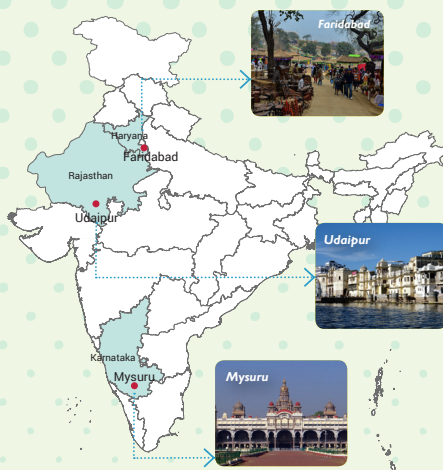 Faridabad
Haryana
Faridabad
Rajasthan
Udaipur
Udaipur
Karnataka
Mysuru
Mysuru